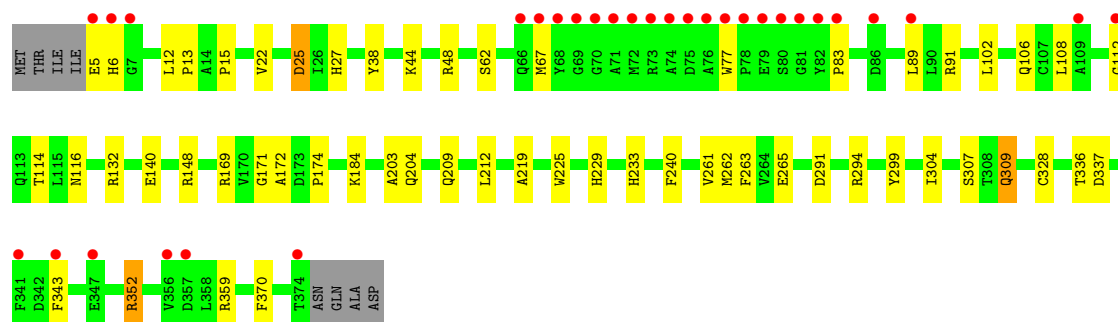 MET THR ILE ILE E5 H6 G7 L12 P13 A14 P15 V22 D25 I26 H27 Y38 K44 R48 S62 Q66 M67 Y68 G69 G70 A71 M72 R73 A74 D75 A76 W77 P78 E79 S80 G81 Y82 P83 D86 L89 L90 R91 L102 Q106 C107 L108 A109
Q113 T114 L115 N116 R132 E140 R148 R169 V170 G171 A172 D173 P174 K184 A203 Q204 Q209 L212 A219 W225 H229 H233 F240 V261 M262 F263 V264 E265 D291 R294 Y299 I304 S307 T308 Q309 C328 T336 D337
F341 D342 F343 E347 R352 V356 D357 L358 R359 F370 T374 ASN GLN ALA ASP